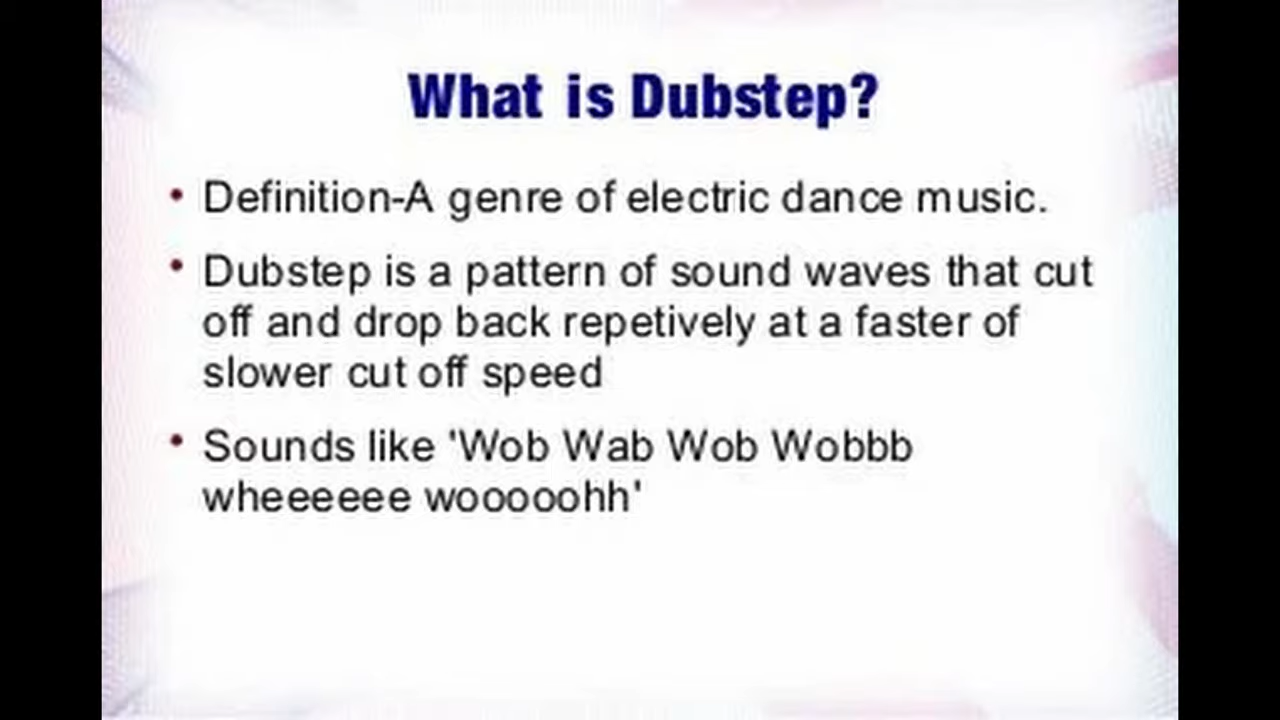 What is Dubstep?
• Definition-A genre of electric dance music.
• Dubstep is a pattern of sound waves that cut
off and drop back repetively at a faster of
slower cut off speed
• Sounds like 'Wob Wab Wob Wobbb
wheeeeee wooooohh'